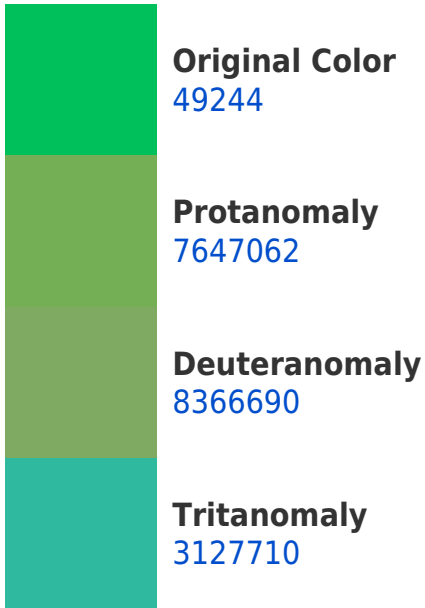 Original Color
49244
Protanomaly
7647062
Deuteranomaly
8366690
Tritanomaly
3127710